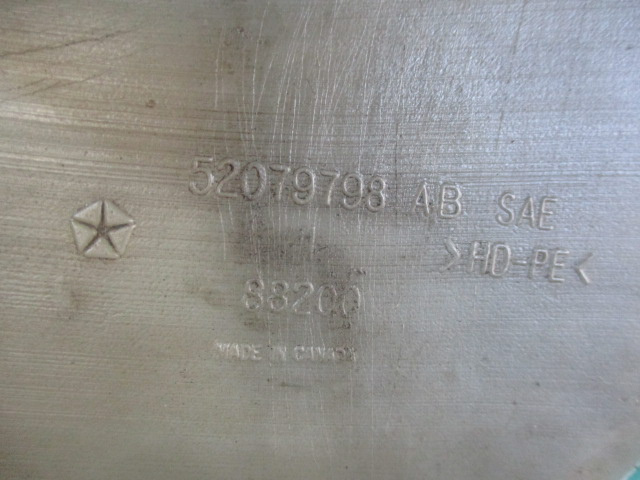 52079798 AB SAE
>HD-PE<
88200
MADE IN CANADA